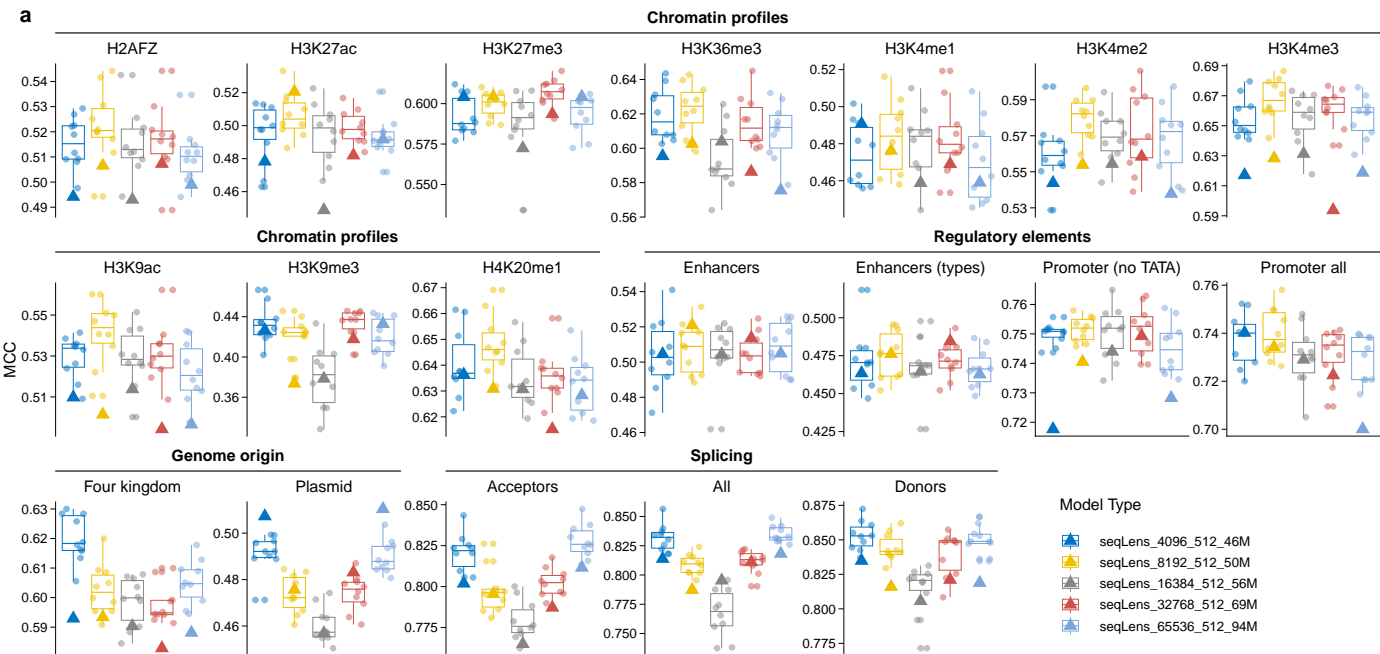 a
Chromatin profiles
H2AFZ H3K27ac H3K27me3 H3K36me3 H3K4me1 H3K4me2 H3K4me3
0.54 0.53 0.52 0.51 0.50 0.49
0.52 0.50 0.48 0.46
0.600 0.575 0.550
0.64 0.62 0.60 0.58 0.56
0.52 0.50 0.48 0.46
0.59 0.57 0.55 0.53
0.69 0.67 0.65 0.63 0.61 0.59
Chromatin profiles Regulatory elements
H3K9ac H3K9me3 H4K20me1 Enhancers Enhancers (types) Promoter (no TATA) Promoter all
MCC
0.55 0.53 0.51
0.44 0.40 0.36
0.67 0.66 0.65 0.64 0.63 0.62
0.54 0.52 0.50 0.48 0.46
0.500 0.475 0.450 0.425
0.76 0.75 0.74 0.73 0.72
0.76 0.74 0.72 0.70
Genome origin Splicing
Four kingdom Plasmid Acceptors All Donors
0.63 0.62 0.61 0.60 0.59
0.50 0.48 0.46
0.850 0.825 0.800 0.775
0.850 0.825 0.800 0.775 0.750
0.875 0.850 0.825 0.800 0.775
Model Type
seqLens_4096_512_46M
seqLens_8192_512_50M
seqLens_16384_512_56M
seqLens_32768_512_69M
seqLens_65536_512_94M